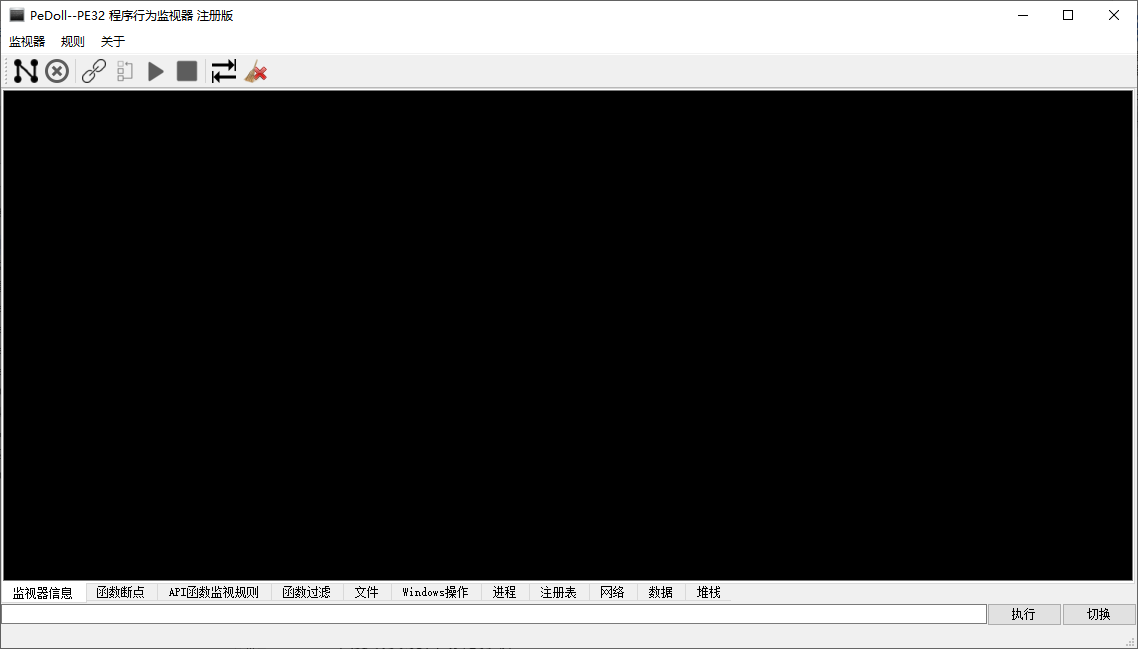 PeDoll--PE32 程序行为监视器 注册版
监视器 规则 关于
监视器信息 函数断点 API函数监视规则 函数过滤 文件 Windows操作 进程 注册表 网络 数据 堆栈
执行 切换